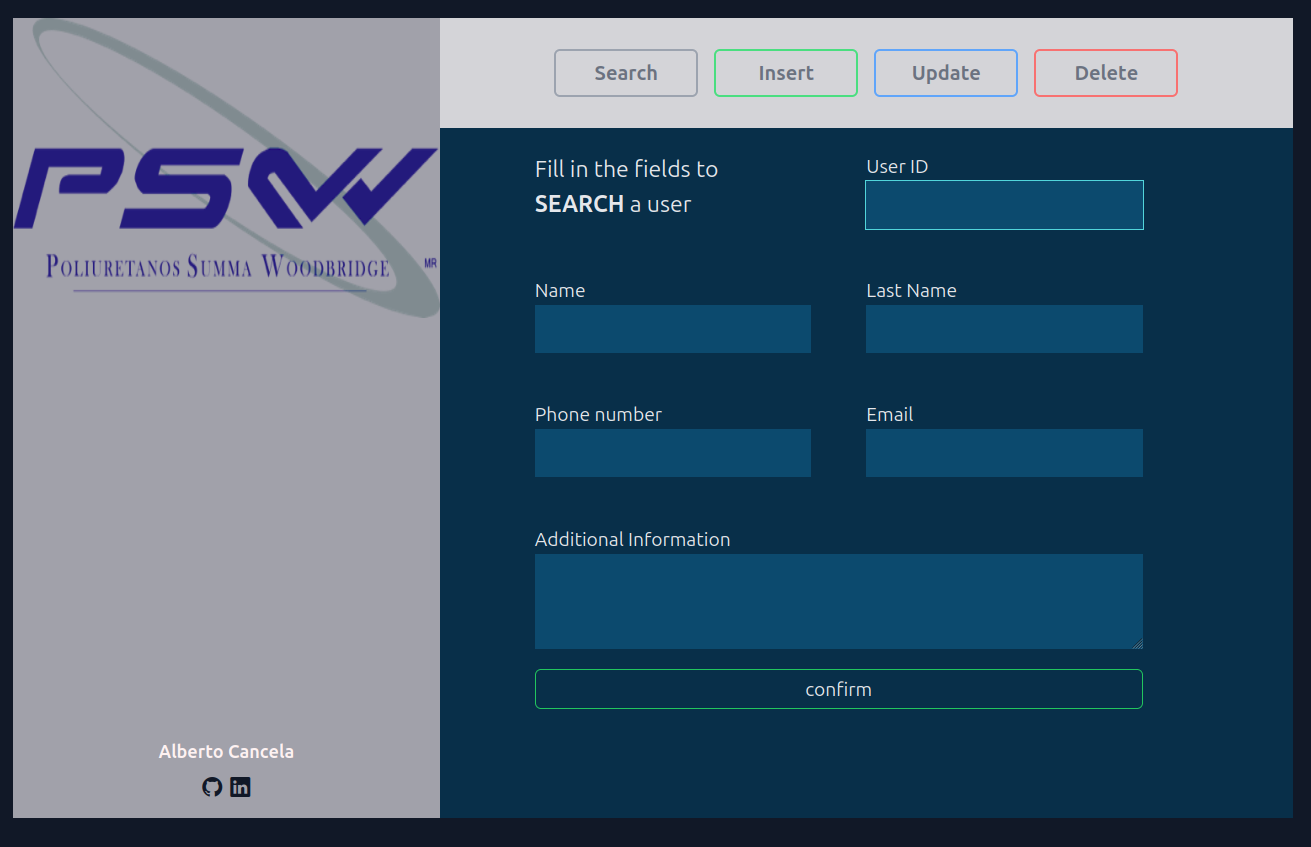 PSW
POLIURETANOS SUMMA WOODBRIDGE MR
Alberto Cancela
Search
Insert
Update
Delete
Fill in the fields to
SEARCH a user
User ID
Name
Last Name
Phone number
Email
Additional Information
confirm